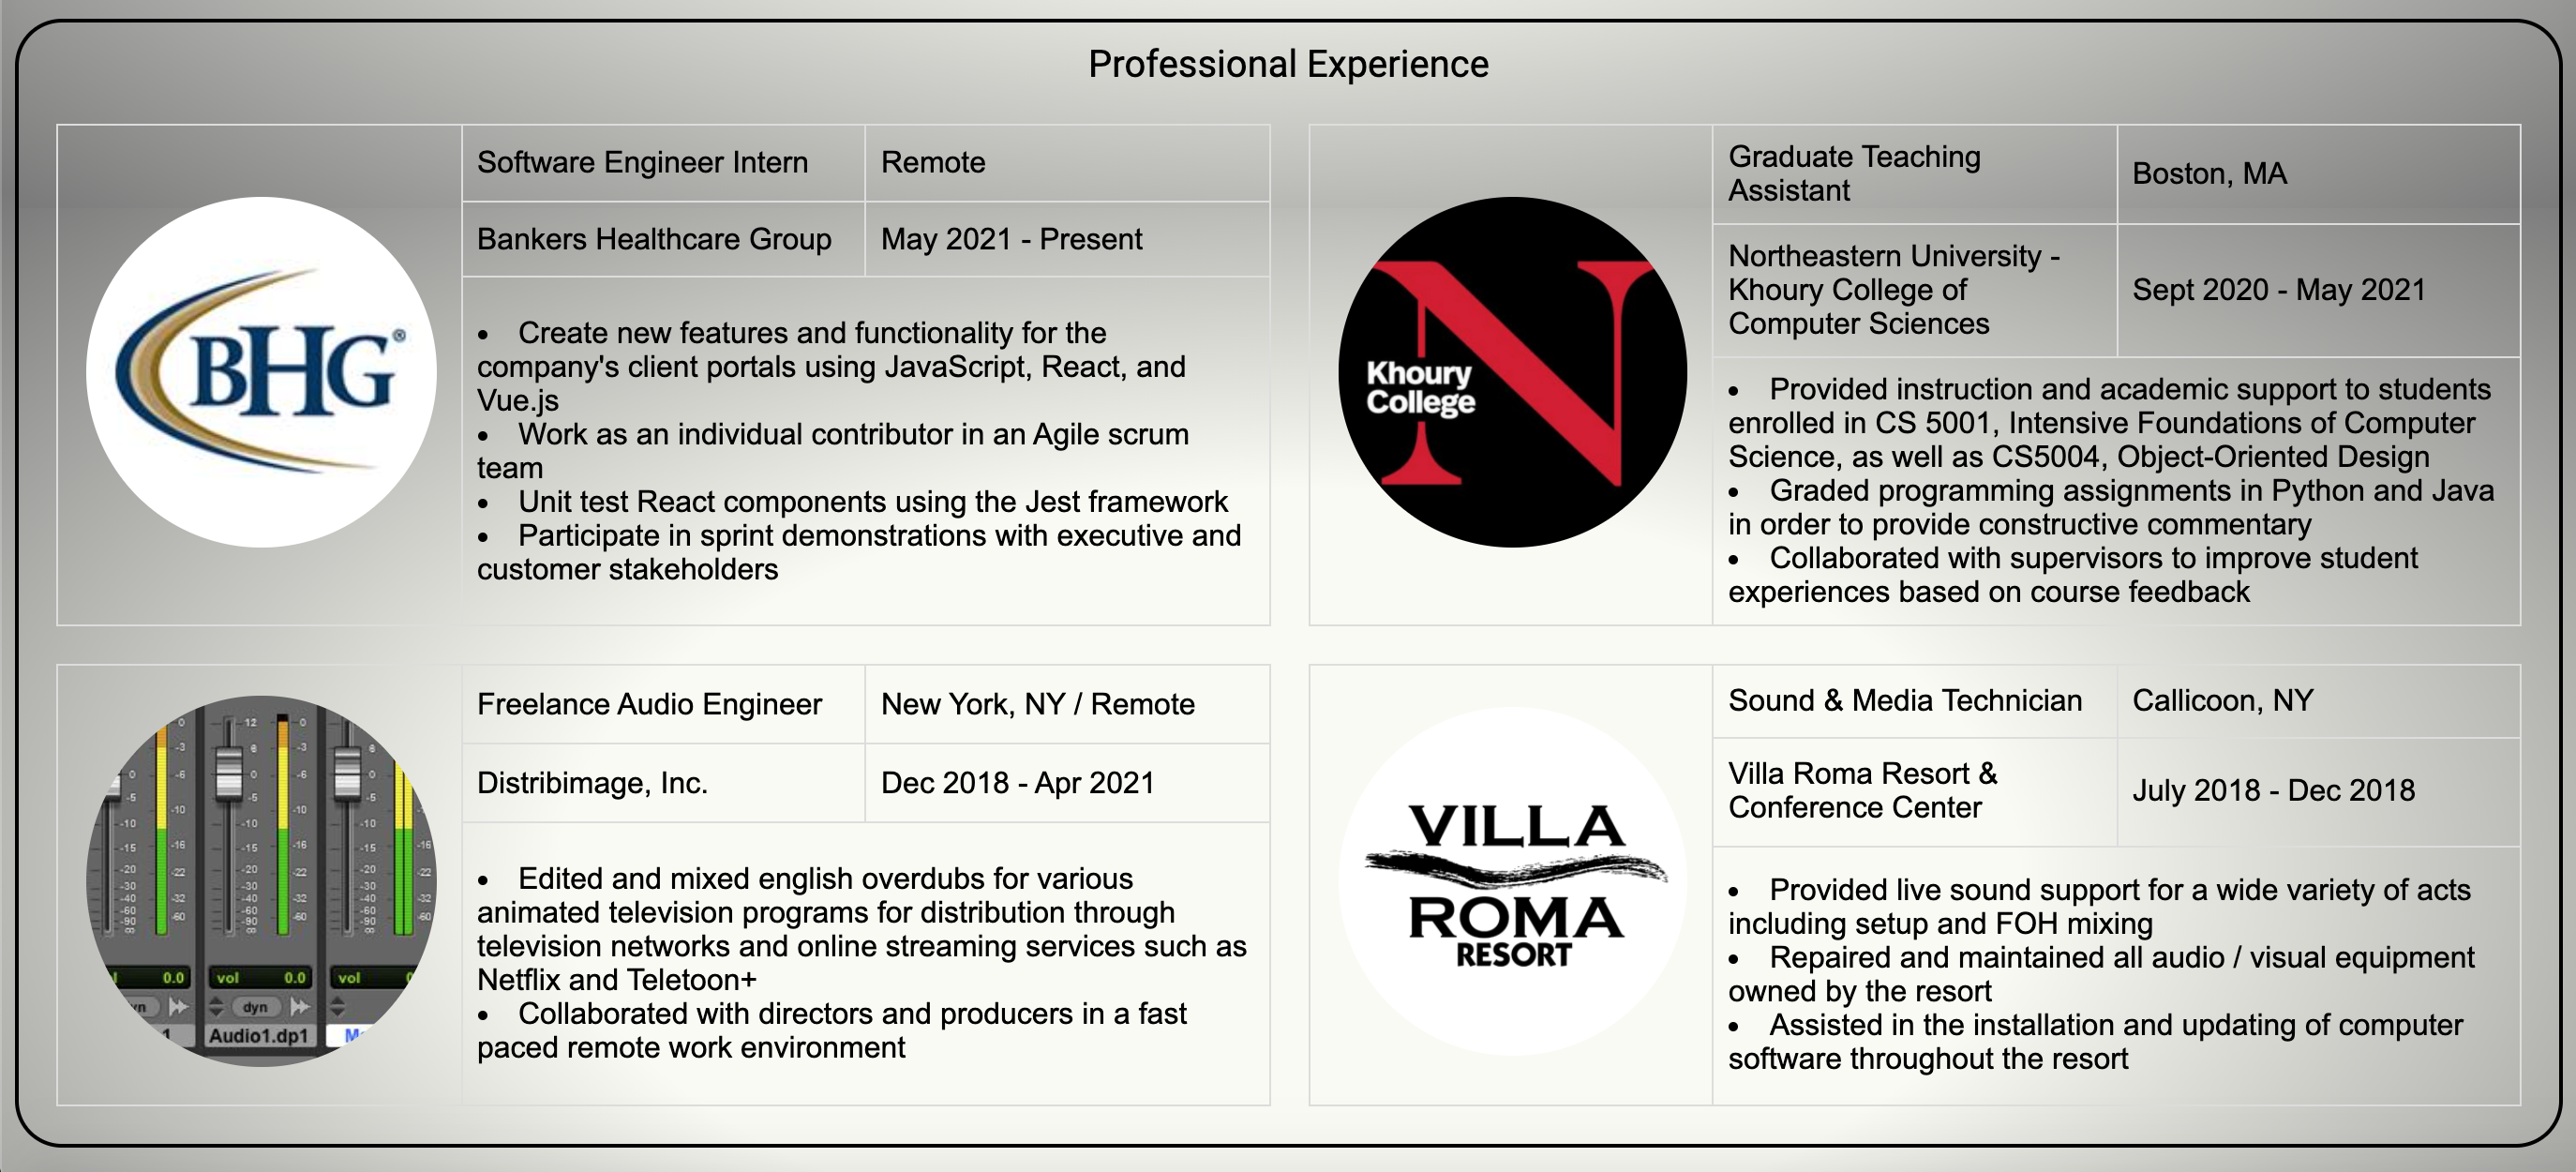 Professional Experience
BHG®
Software Engineer Intern
Remote
Bankers Healthcare Group
May 2021 - Present
• Create new features and functionality for the
company's client portals using JavaScript, React, and
Vue.js
• Work as an individual contributor in an Agile scrum
team
• Unit test React components using the Jest framework
• Participate in sprint demonstrations with executive and
customer stakeholders
N
Khoury
College
Graduate Teaching
Assistant
Boston, MA
Northeastern University -
Khoury College of
Computer Sciences
Sept 2020 - May 2021
• Provided instruction and academic support to students
enrolled in CS 5001, Intensive Foundations of Computer
Science, as well as CS5004, Object-Oriented Design
• Graded programming assignments in Python and Java
in order to provide constructive commentary
• Collaborated with supervisors to improve student
experiences based on course feedback
vol 0.0
vol
dyn
Audio1.dp1
Freelance Audio Engineer
New York, NY / Remote
Distribimage, Inc.
Dec 2018 - Apr 2021
• Edited and mixed english overdubs for various
animated television programs for distribution through
television networks and online streaming services such as
Netflix and Teletoon+
• Collaborated with directors and producers in a fast
paced remote work environment
VILLA
ROMA
RESORT
Sound & Media Technician
Callicoon, NY
Villa Roma Resort &
Conference Center
July 2018 - Dec 2018
• Provided live sound support for a wide variety of acts
including setup and FOH mixing
• Repaired and maintained all audio / visual equipment
owned by the resort
• Assisted in the installation and updating of computer
software throughout the resort